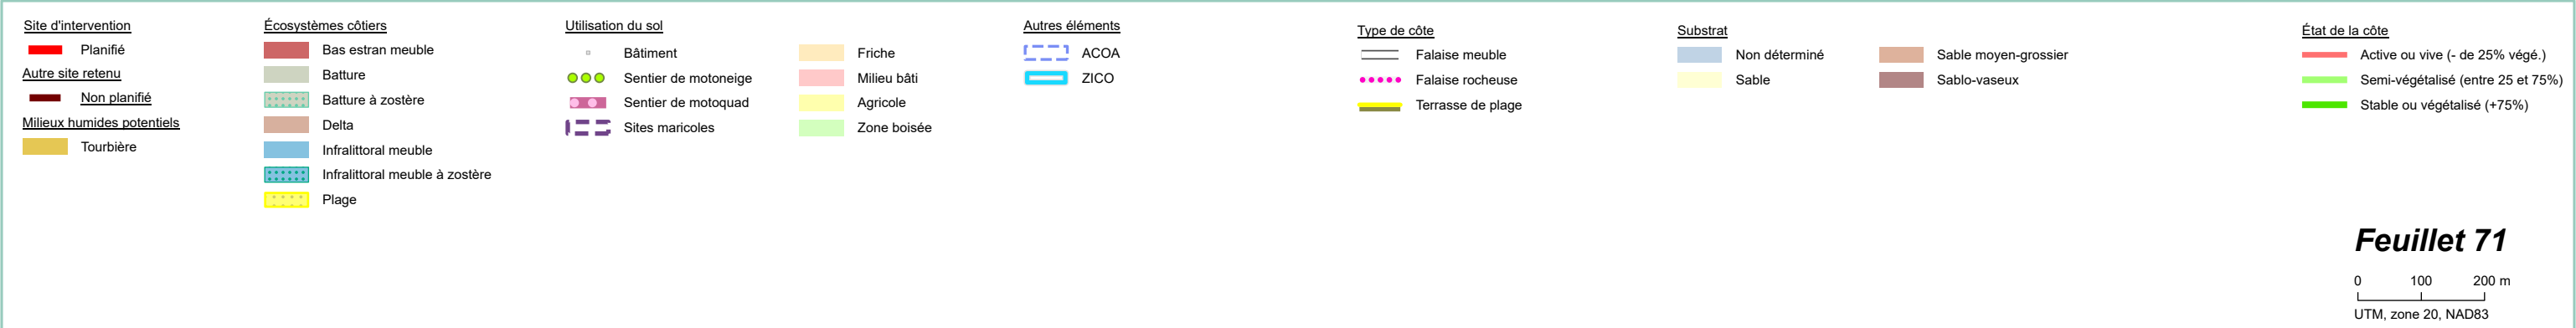 Site d'intervention
Planifié
Autre site retenu
Non planifié
Milieux humides potentiels
Tourbière
Écosystèmes côtiers
Bas estran meuble
Batture
Batture à zostère
Delta
Infralittoral meuble
Infralittoral meuble à zostère
Plage
Utilisation du sol
Bâtiment
Sentier de motoneige
Sentier de motoquad
Sites maricoles
Friche
Milieu bâti
Agricole
Zone boisée
Autres éléments
ACOA
ZICO
Type de côte
Falaise meuble
Falaise rocheuse
Terrasse de plage
Substrat
Non déterminé
Sable
Sable moyen-grossier
Sablo-vaseux
État de la côte
Active ou vive (- de 25% végé.)
Semi-végétalisé (entre 25 et 75%)
Stable ou végétalisé (+75%)
Feuillet 71
0 100 200 m
UTM, zone 20, NAD83